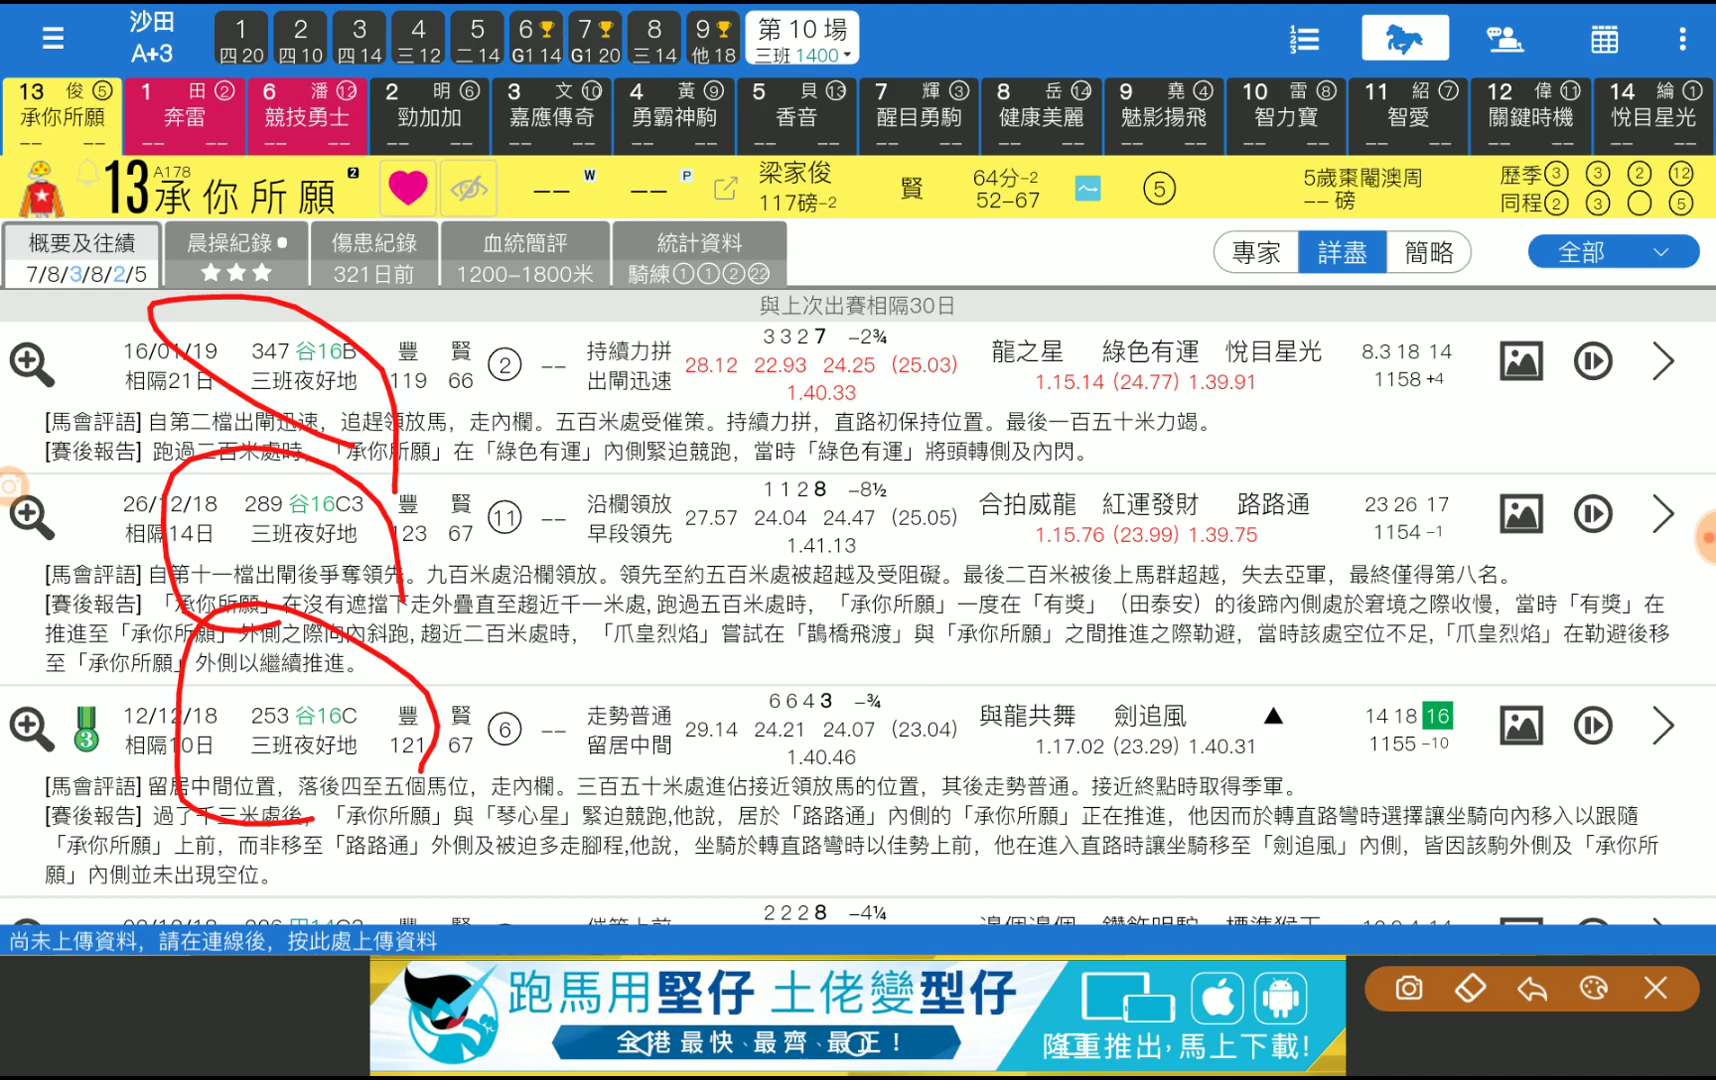 沙田
A+3
1 四 20
2 四 10
3 四 14
4 三 12
5 二 14
6 G1 14
7 G1 20
8 三 14
9 他 18
第 10 場
三班 1400
13 俊 ⑤
承你所願
-- --
1 田 ②
奔雷
-- --
6 潘 ⑫
競技勇士
-- --
2 明 ⑥
勁加加
-- --
3 文 ⑩
嘉應傳奇
-- --
4 黃 ⑨
勇霸神駒
-- --
5 貝 ⑬
香音
-- --
7 輝 ③
醒目勇駒
-- --
8 岳 ⑭
健康美麗
-- --
9 堯 ④
魅影揚飛
-- --
10 雷 ⑧
智力寶
-- --
11 紹 ⑦
智愛
-- --
12 偉 ⑪
關鍵時機
-- --
14 綸 ①
悅目星光
-- --
13 A178 承你所願 2
-- W -- P
梁家俊
117磅-2
賢
64分-2
52-67
⑤
5歲棗閹澳周
-- 磅
歷季③ ③ ② ⑫
同程② ③ ○ ⑤
概要及往績
7/8/3/8/2/5
晨操紀錄●
★★★
傷患紀錄
321日前
血統簡評
1200-1800米
統計資料
騎練①①②㉒
專家 詳盡 簡略
全部
與上次出賽相隔30日
16/01/19 347 谷16B 豐 賢 ② -- 持續力拼 3 3 2 7 -2¾ 龍之星 綠色有運 悅目星光 8.3 18 14
相隔21日 三班夜好地 119 66 出閘迅速 28.12 22.93 24.25 (25.03) 1.15.14 (24.77) 1.39.91 1158 +4
1.40.33
[馬會評語] 自第二檔出閘迅速，追趕領放馬，走內欄。五百米處受催策。持續力拼，直路初保持位置。最後一百五十米力竭。
[賽後報告] 跑過二百米處時，「承你所願」在「綠色有運」內側緊迫競跑，當時「綠色有運」將頭轉側及內閃。
26/12/18 289 谷16C3 豐 賢 ⑪ -- 沿欄領放 1 1 2 8 -8½ 合拍威龍 紅運發財 路路通 23 26 17
相隔14日 三班夜好地 123 67 早段領先 27.57 24.04 24.47 (25.05) 1.15.76 (23.99) 1.39.75 1154 -1
1.41.13
[馬會評語] 自第十一檔出閘後爭奪領先。九百米處沿欄領放。領先至約五百米處被超越及受阻礙。最後二百米被後上馬群超越，失去亞軍，最終僅得第八名。
[賽後報告] 「承你所願」在沒有遮擋下走外疊直至趨近千一米處, 跑過五百米處時，「承你所願」一度在「有獎」（田泰安）的後蹄內側處於窘境之際收慢，當時「有獎」在
推進至「承你所願」外側之際向內斜跑, 趨近二百米處時，「爪皇烈焰」嘗試在「鵲橋飛渡」與「承你所願」之間推進之際勒避，當時該處空位不足,「爪皇烈焰」在勒避後移
至「承你所願」外側以繼續推進。
3 12/12/18 253 谷16C 豐 賢 ⑥ -- 走勢普通 6 6 4 3 -¾ 與龍共舞 劍追風 ▲ 14 18 16
相隔10日 三班夜好地 121 67 留居中間 29.14 24.21 24.07 (23.04) 1.17.02 (23.29) 1.40.31 1155 -10
1.40.46
[馬會評語] 留居中間位置，落後四至五個馬位，走內欄。三百五十米處進佔接近領放馬的位置，其後走勢普通。接近終點時取得季軍。
[賽後報告] 過了千三米處後，「承你所願」與「琴心星」緊迫競跑,他說，居於「路路通」內側的「承你所願」正在推進，他因而於轉直路彎時選擇讓坐騎向內移入以跟隨
「承你所願」上前，而非移至「路路通」外側及被迫多走腳程,他說，坐騎於轉直路彎時以佳勢上前，他在進入直路時讓坐騎移至「劍追風」內側，皆因該駒外側及「承你所
願」內側並未出現空位。
2 2 2 8 -4¼
尚未上傳資料，請在連線後，按此處上傳資料
跑馬用堅仔 土佬變型仔
全港最快、最齊、最正！
隆重推出，馬上下載！